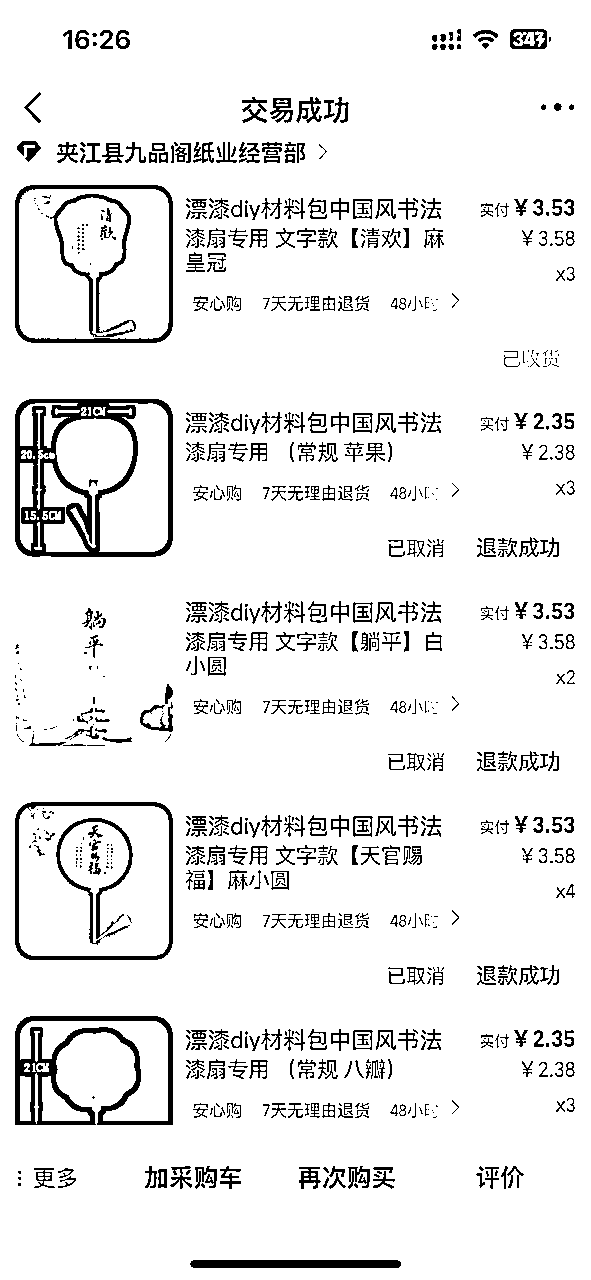 16:26
交易成功
夹江县九品阁纸业经营部
漂漆diy材料包中国风书法
实付￥3.53
漆扇专用 文字款【清欢】麻
￥3.58
皇冠
x3
安心购 7天无理由退货 48小时
已收货
清欢
漂漆diy材料包中国风书法
实付￥2.35
漆扇专用 （常规 苹果）
￥2.38
x3
安心购 7天无理由退货 48小时
已取消 退款成功
21CM
15.5CM
漂漆diy材料包中国风书法
实付￥3.53
漆扇专用 文字款【躺平】白
￥3.58
小圆
x2
安心购 7天无理由退货 48小时
已取消 退款成功
躺平
漂漆diy材料包中国风书法
实付￥3.53
漆扇专用 文字款【天官赐
￥3.58
福】麻小圆
x4
安心购 7天无理由退货 48小时
已取消 退款成功
天官赐福
漂漆diy材料包中国风书法
实付￥2.35
漆扇专用 （常规 八瓣）
￥2.38
x3
安心购 7天无理由退货 48小时
21CM
更多 加采购车 再次购买 评价